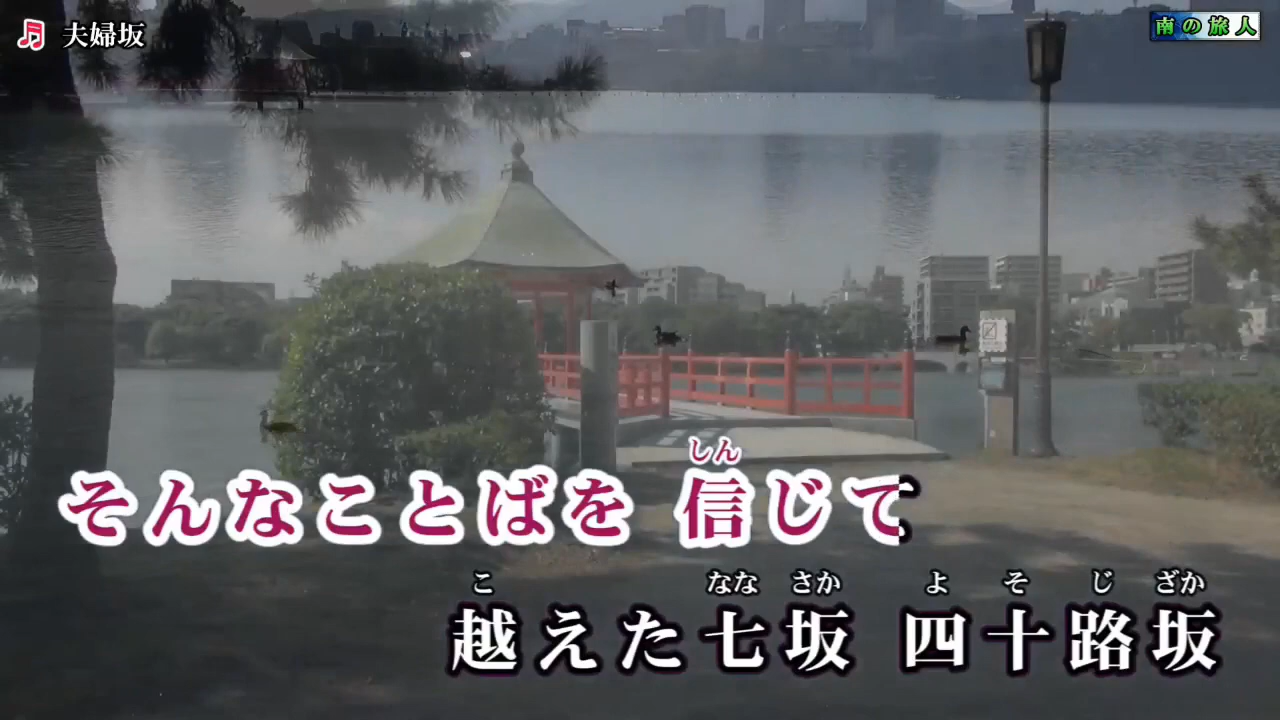 夫婦坂
南の旅人
しん
そんなことばを 信じて
こ なな さか よ そ じ ざか
越えた七坂 四十路坂